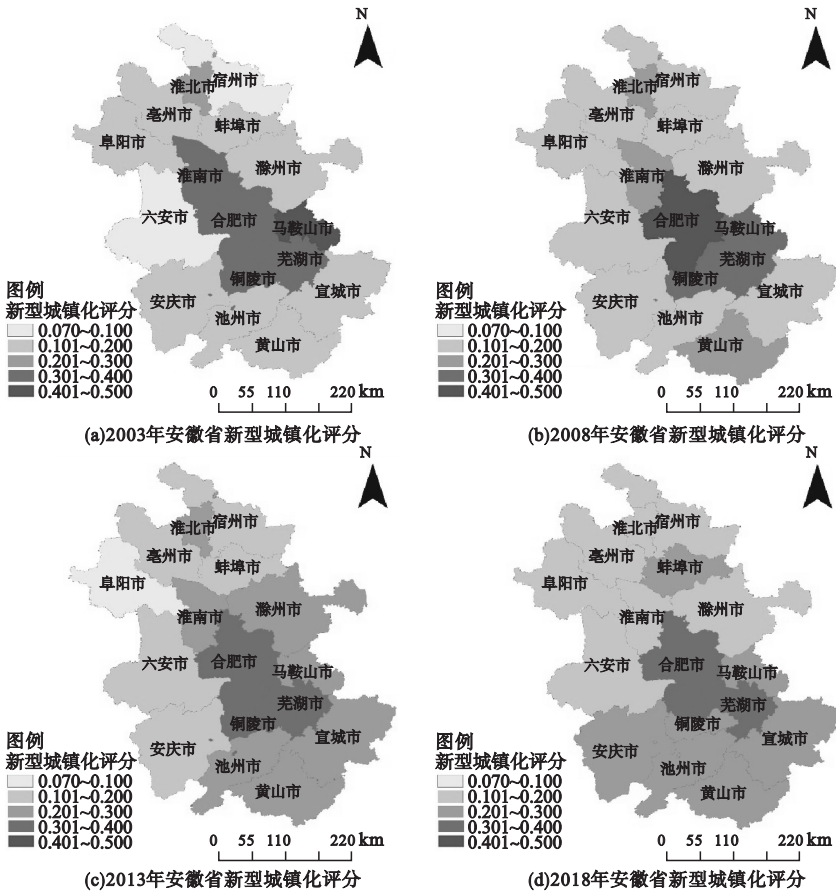 N
宿州市
淮北市
亳州市
蚌埠市
阜阳市
滁州市
淮南市
六安市
合肥市
马鞍山市
芜湖市
铜陵市
宣城市
安庆市
池州市
黄山市
图例
新型城镇化评分
0.070~0.100
0.101~0.200
0.201~0.300
0.301~0.400
0.401~0.500
0 55 110 220 km
(a)2003年安徽省新型城镇化评分
N
宿州市
淮北市
亳州市
蚌埠市
阜阳市
滁州市
淮南市
六安市
合肥市
马鞍山市
芜湖市
铜陵市
宣城市
安庆市
池州市
黄山市
图例
新型城镇化评分
0.070~0.100
0.101~0.200
0.201~0.300
0.301~0.400
0.401~0.500
0 55 110 220 km
(b)2008年安徽省新型城镇化评分
N
宿州市
淮北市
亳州市
蚌埠市
阜阳市
滁州市
淮南市
六安市
合肥市
马鞍山市
芜湖市
铜陵市
宣城市
安庆市
池州市
黄山市
图例
新型城镇化评分
0.070~0.100
0.101~0.200
0.201~0.300
0.301~0.400
0.401~0.500
0 55 110 220 km
(c)2013年安徽省新型城镇化评分
N
宿州市
淮北市
亳州市
蚌埠市
阜阳市
滁州市
淮南市
六安市
合肥市
马鞍山市
芜湖市
铜陵市
宣城市
安庆市
池州市
黄山市
图例
新型城镇化评分
0.070~0.100
0.101~0.200
0.201~0.300
0.301~0.400
0.401~0.500
0 55 110 220 km
(d)2018年安徽省新型城镇化评分